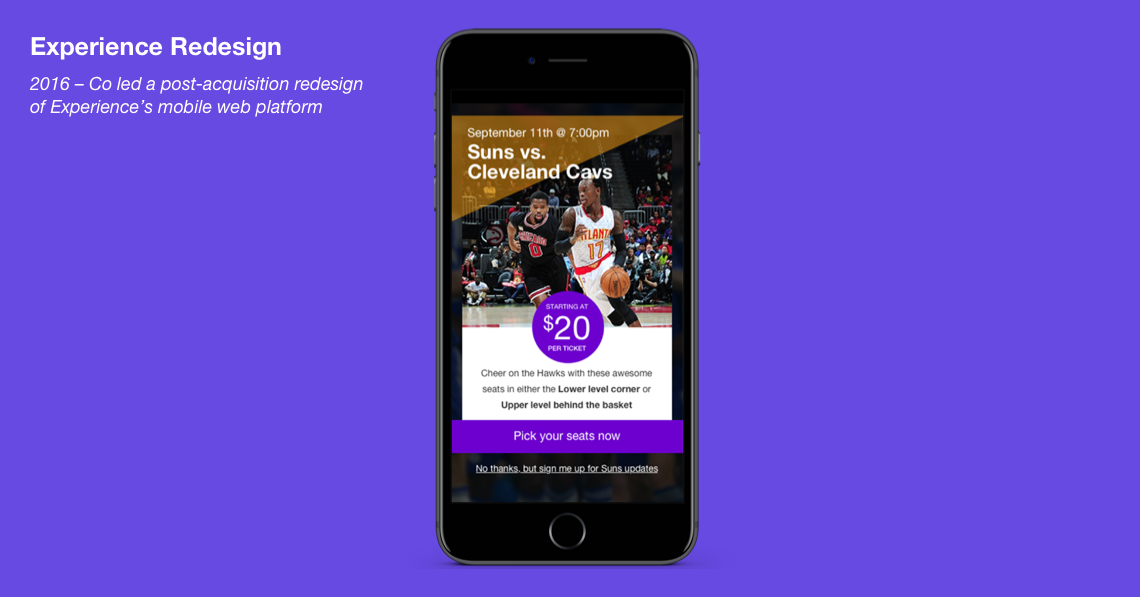 Experience Redesign
2016 – Co led a post-acquisition redesign
of Experience's mobile web platform
September 11th @ 7:00pm
Suns vs.
Cleveland Cavs
ATLANTA
17
0
STARTING AT
$20
PER TICKET
Cheer on the Hawks with these awesome
seats in either the Lower level corner or
Upper level behind the basket
Pick your seats now
No thanks, but sign me up for Suns updates